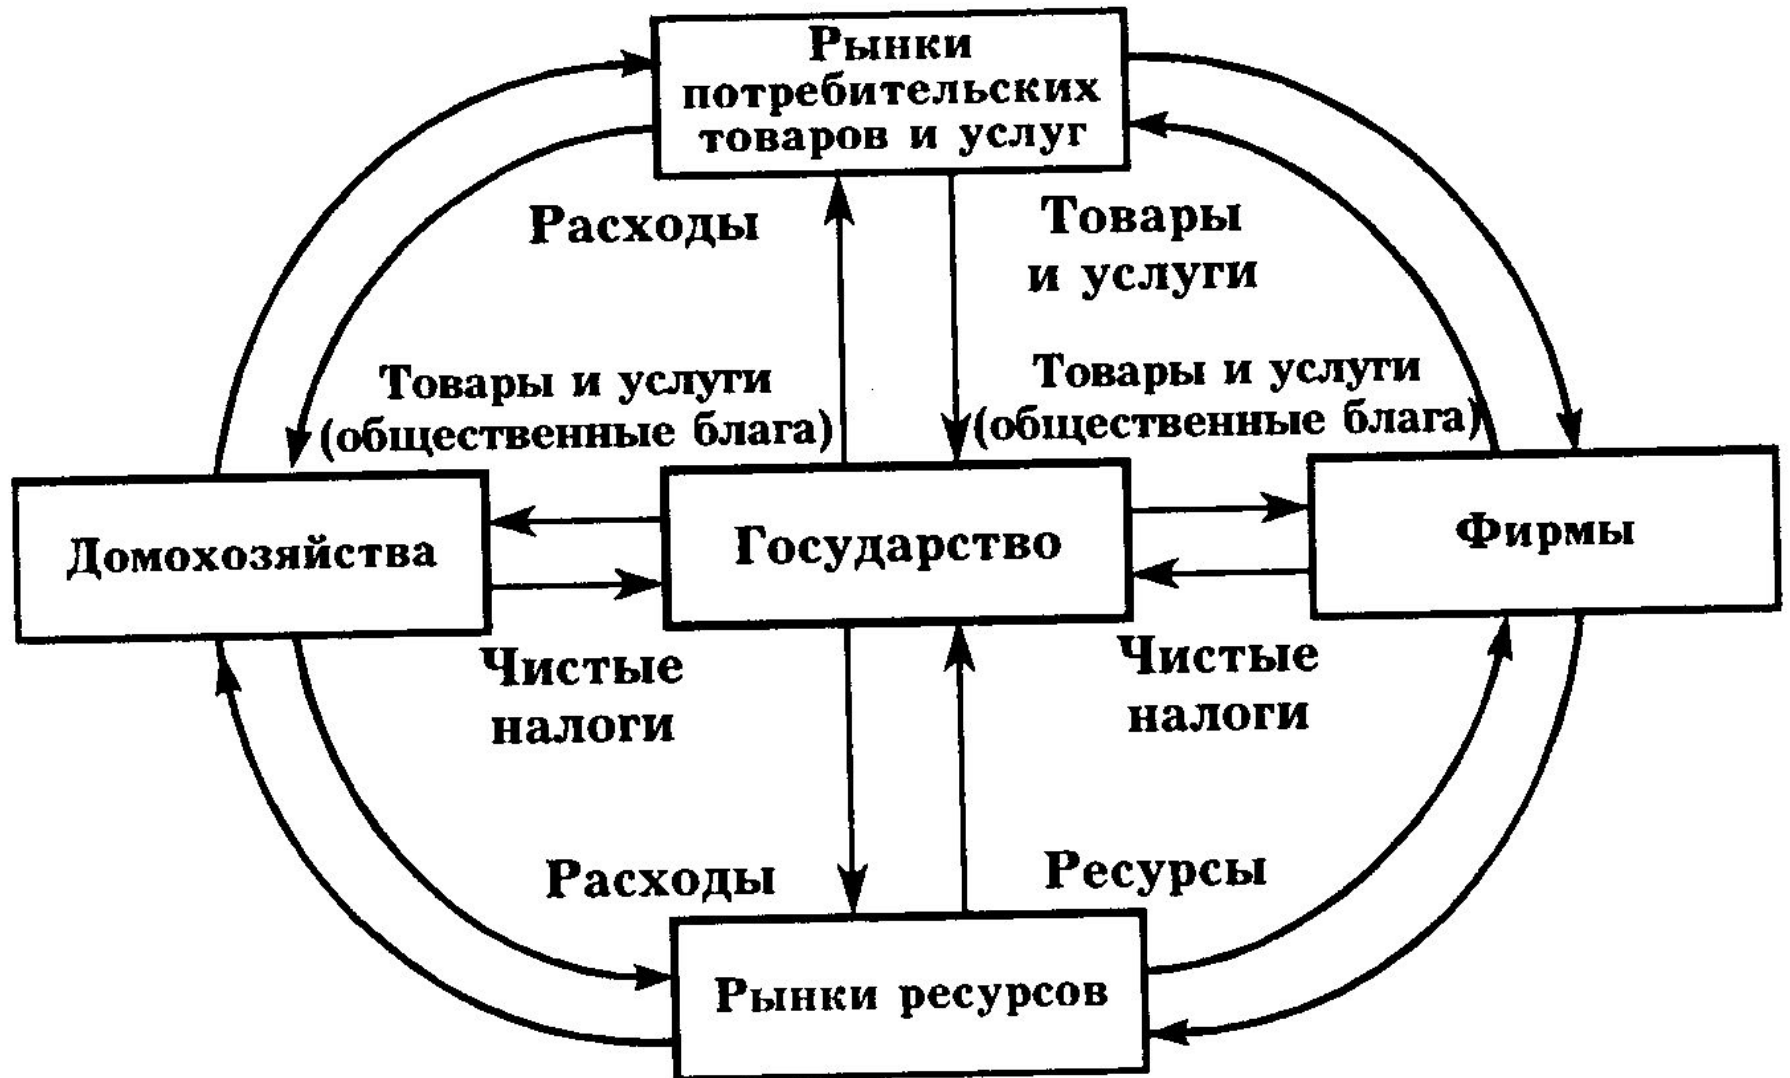 Рынки
потребительских
товаров и услуг
Расходы
Товары
и услуги
Товары и услуги
(общественные блага)
Товары и услуги
(общественные блага)
Домохозяйства
Государство
Фирмы
Чистые
налоги
Чистые
налоги
Расходы
Ресурсы
Рынки ресурсов